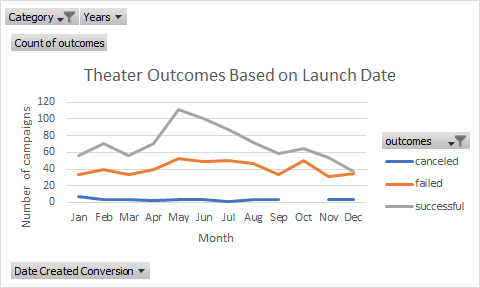 Category
Years
Count of outcomes
Theater Outcomes Based on Launch Date
120
100
80
60
40
20
0
Number of campaigns
Jan Feb Mar Apr May Jun Jul Aug Sep Oct Nov Dec
Month
outcomes
canceled
failed
successful
Date Created Conversion